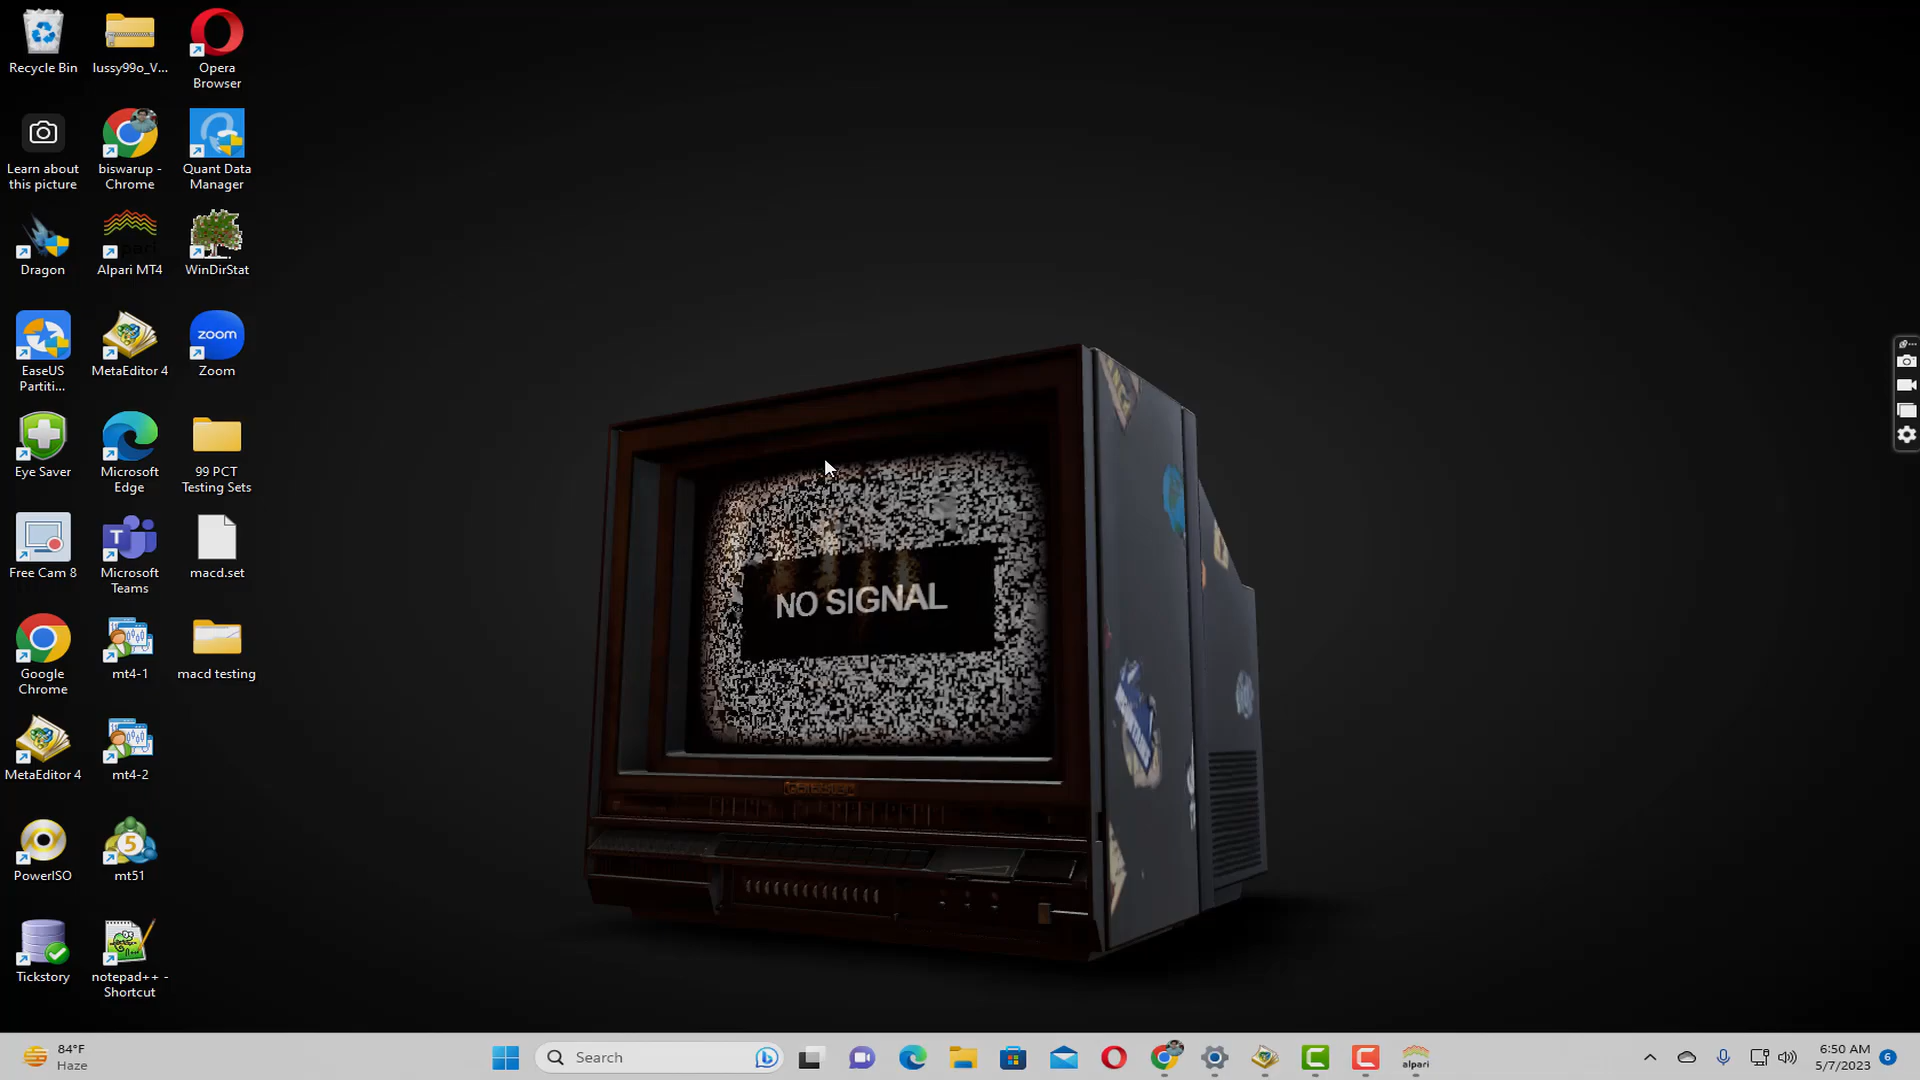 Recycle Bin
lussy99o_V...
Opera
Browser
Learn about
this picture
biswarup -
Chrome
Quant Data
Manager
Dragon
Alpari MT4
WinDirStat
EaseUS
Partiti...
MetaEditor 4
zoom
Zoom
Eye Saver
Microsoft
Edge
99 PCT
Testing Sets
Free Cam 8
T
Microsoft
Teams
macd.set
Google
Chrome
mt4-1
macd testing
MetaEditor 4
mt4-2
PowerISO
5
mt51
Tickstory
notepad++ -
Shortcut
NO SIGNAL
84°F
Haze
Search
alpari
6:50 AM
5/7/2023
6